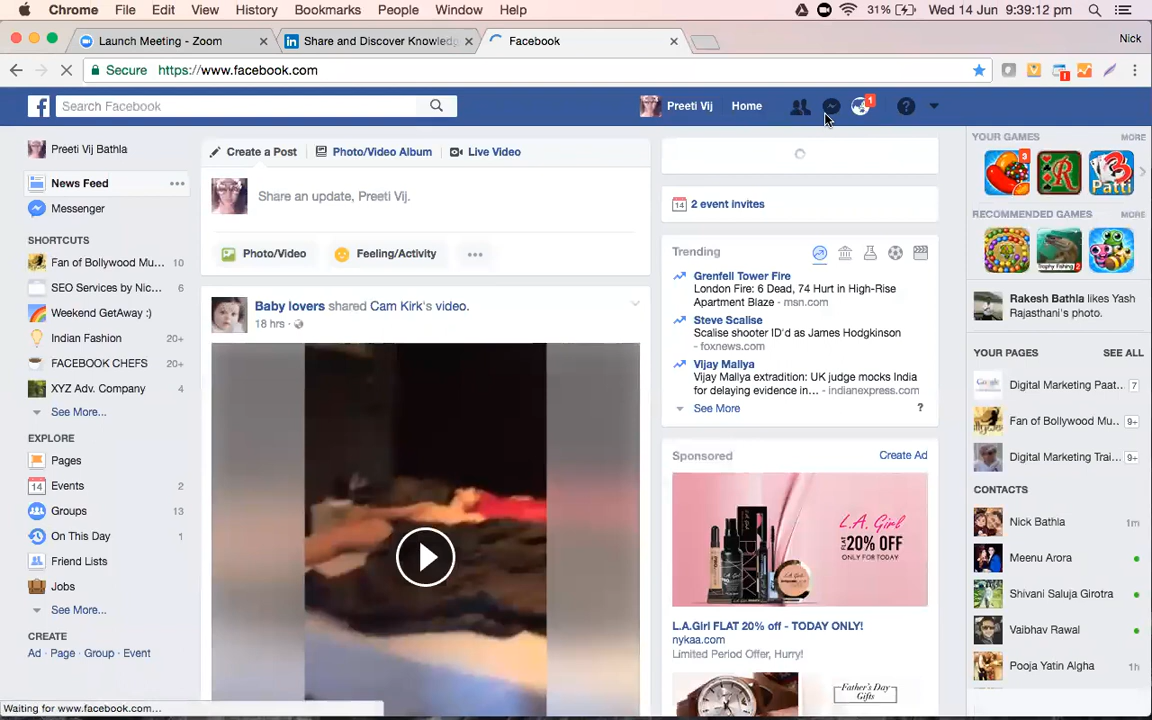 Chrome File Edit View History Bookmarks People Window Help 31% Wed 14 Jun 9:39:12 pm
Launch Meeting - Zoom
Share and Discover Knowledg
Facebook
Nick
Secure https://www.facebook.com
Search Facebook
Preeti Vij Home 1 ?
Preeti Vij Bathla
News Feed
Messenger
SHORTCUTS
Fan of Bollywood Mu... 10
SEO Services by Nic... 6
Weekend GetAway :)
Indian Fashion 20+
FACEBOOK CHEFS 20+
XYZ Adv. Company 4
See More...
EXPLORE
Pages
14 Events 2
Groups 13
On This Day 1
Friend Lists
Jobs
See More...
CREATE
Ad · Page · Group · Event
Create a Post Photo/Video Album Live Video
Share an update, Preeti Vij.
Photo/Video Feeling/Activity
Baby lovers shared Cam Kirk's video.
18 hrs ·
14 2 event invites
Trending
Grenfell Tower Fire
London Fire: 6 Dead, 74 Hurt in High-Rise
Apartment Blaze - msn.com
Steve Scalise
Scalise shooter ID'd as James Hodgkinson
- foxnews.com
Vijay Mallya
Vijay Mallya extradition: UK judge mocks India
for delaying evidence in... - indianexpress.com
See More ?
Sponsored Create Ad
L.A. Girl
FLAT
20% OFF
ONLY FOR TODAY
L.A.Girl FLAT 20% off - TODAY ONLY!
nykaa.com
Limited Period Offer, Hurry!
Father's Day
Gifts
YOUR GAMES MORE
3
R
3
Patti
RECOMMENDED GAMES MORE
Rakesh Bathla likes Yash
Rajasthani's photo.
YOUR PAGES SEE ALL
Digital Marketing Paat... 7
Fan of Bollywood Mu... 9+
Digital Marketing Trai... 9+
CONTACTS
Nick Bathla 1m
Meenu Arora
Shivani Saluja Girotra
Vaibhav Rawal
Pooja Yatin Algha 1h
Waiting for www.facebook.com...